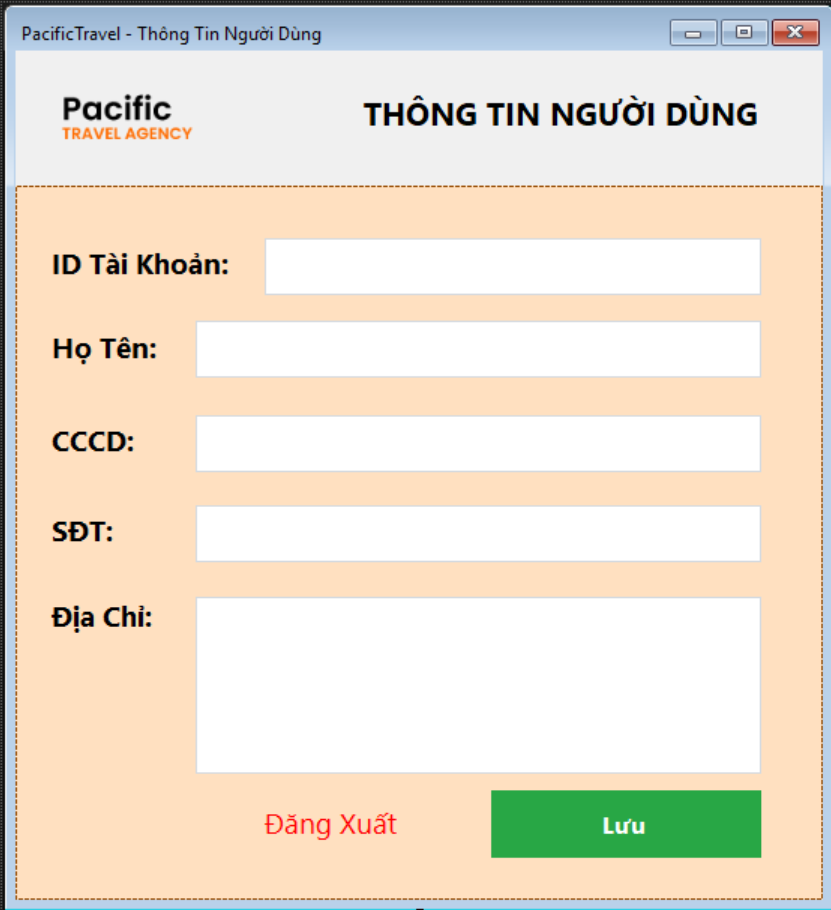 PacificTravel - Thông Tin Người Dùng
Pacific
TRAVEL AGENCY
THÔNG TIN NGƯỜI DÙNG
ID Tài Khoản:
Họ Tên:
CCCD:
SĐT:
Địa Chỉ:
Đăng Xuất
Lưu